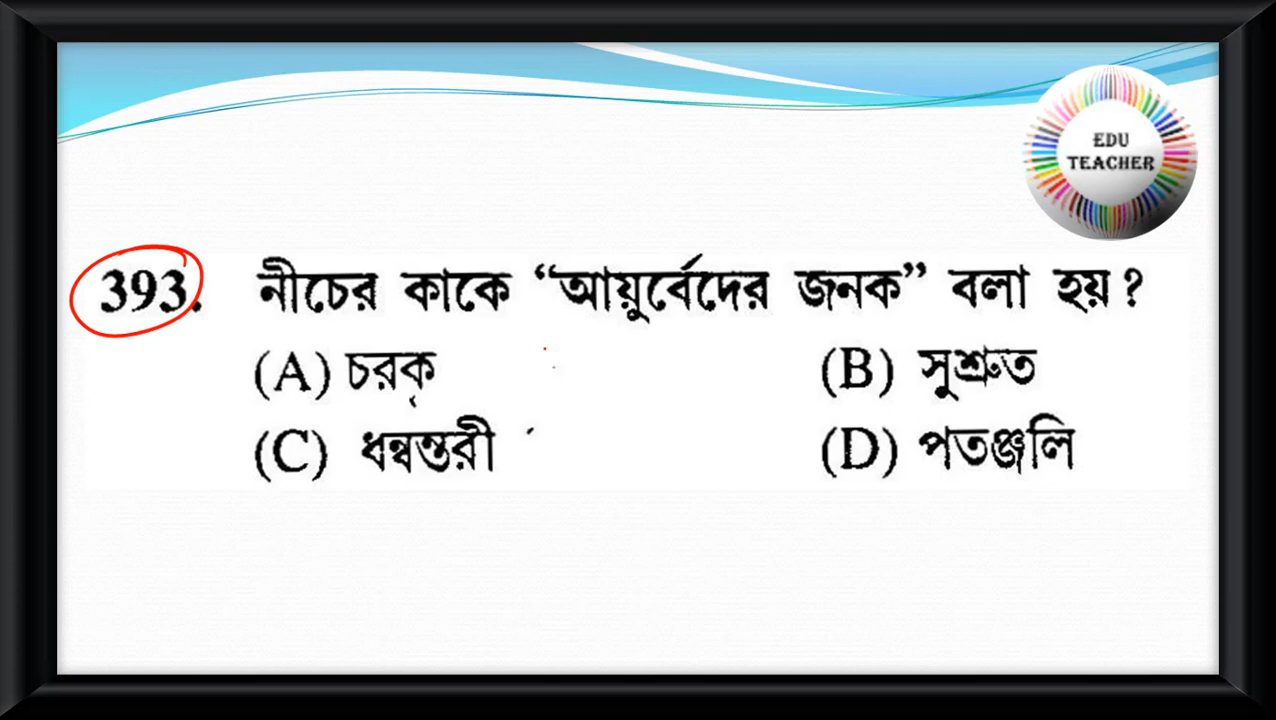 EDU
TEACHER
393. নীচের কাকে “আয়ুর্বেদের জনক” বলা হয় ?
(A) চরক (B) সুশ্রুত
(C) ধন্বন্তরী (D) পতঞ্জলি